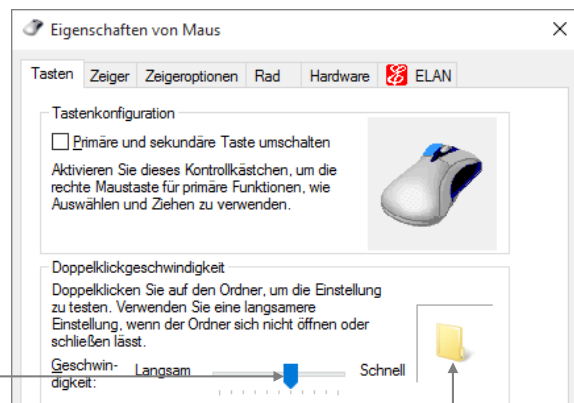 Eigenschaften von Maus
Tasten Zeiger Zeigeroptionen Rad Hardware ELAN
Tastenkonfiguration
Primäre und sekundäre Taste umschalten
Aktivieren Sie dieses Kontrollkästchen, um die
rechte Maustaste für primäre Funktionen, wie
Auswählen und Ziehen zu verwenden.
Doppelklickgeschwindigkeit
Doppelklicken Sie auf den Ordner, um die Einstellung
zu testen. Verwenden Sie eine langsamere
Einstellung, wenn der Ordner sich nicht öffnen oder
schließen lässt.
Geschwin-
digkeit:
Langsam
Schnell